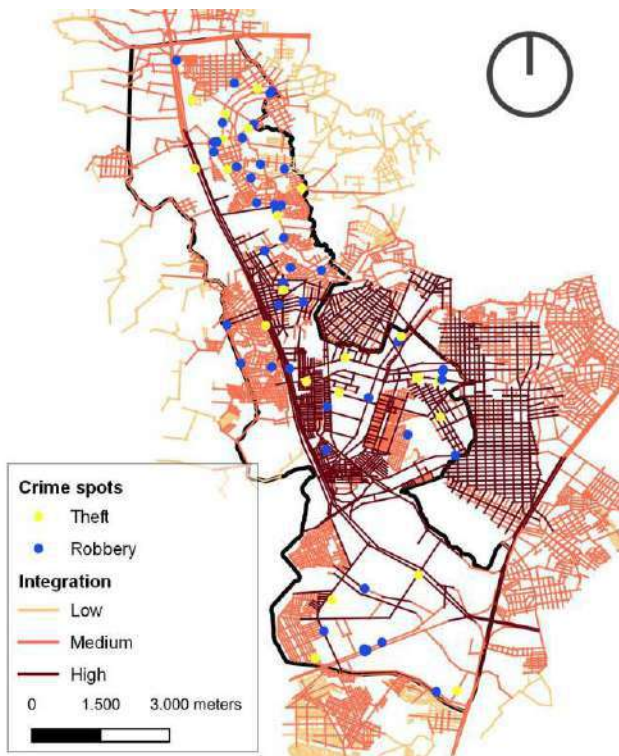 Crime spots
Theft
Robbery
Integration
Low
Medium
High
0 1.500 3.000 meters